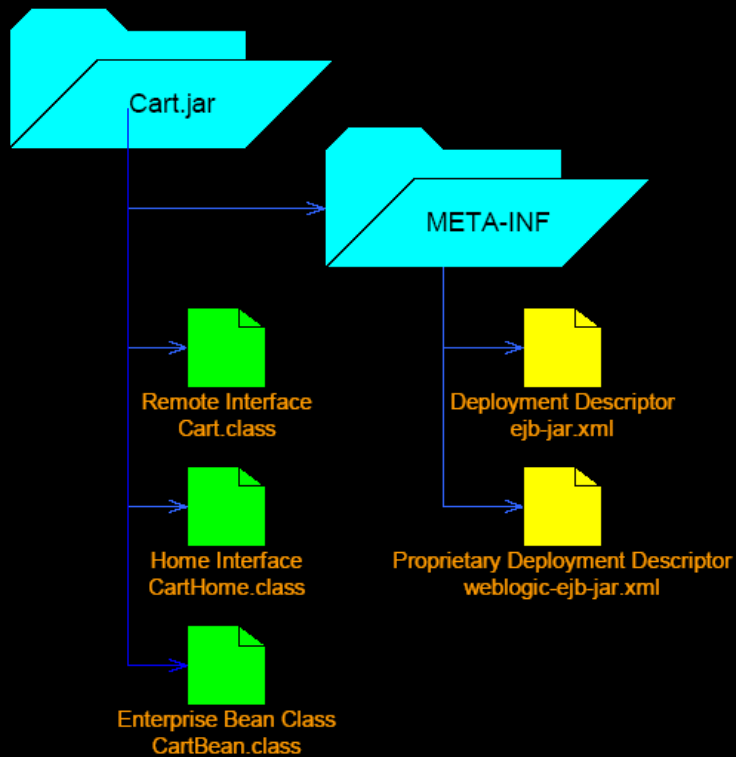 Cart.jar
META-INF
Remote Interface
Cart.class
Deployment Descriptor
ejb-jar.xml
Home Interface
CartHome.class
Proprietary Deployment Descriptor
weblogic-ejb-jar.xml
Enterprise Bean Class
CartBean.class